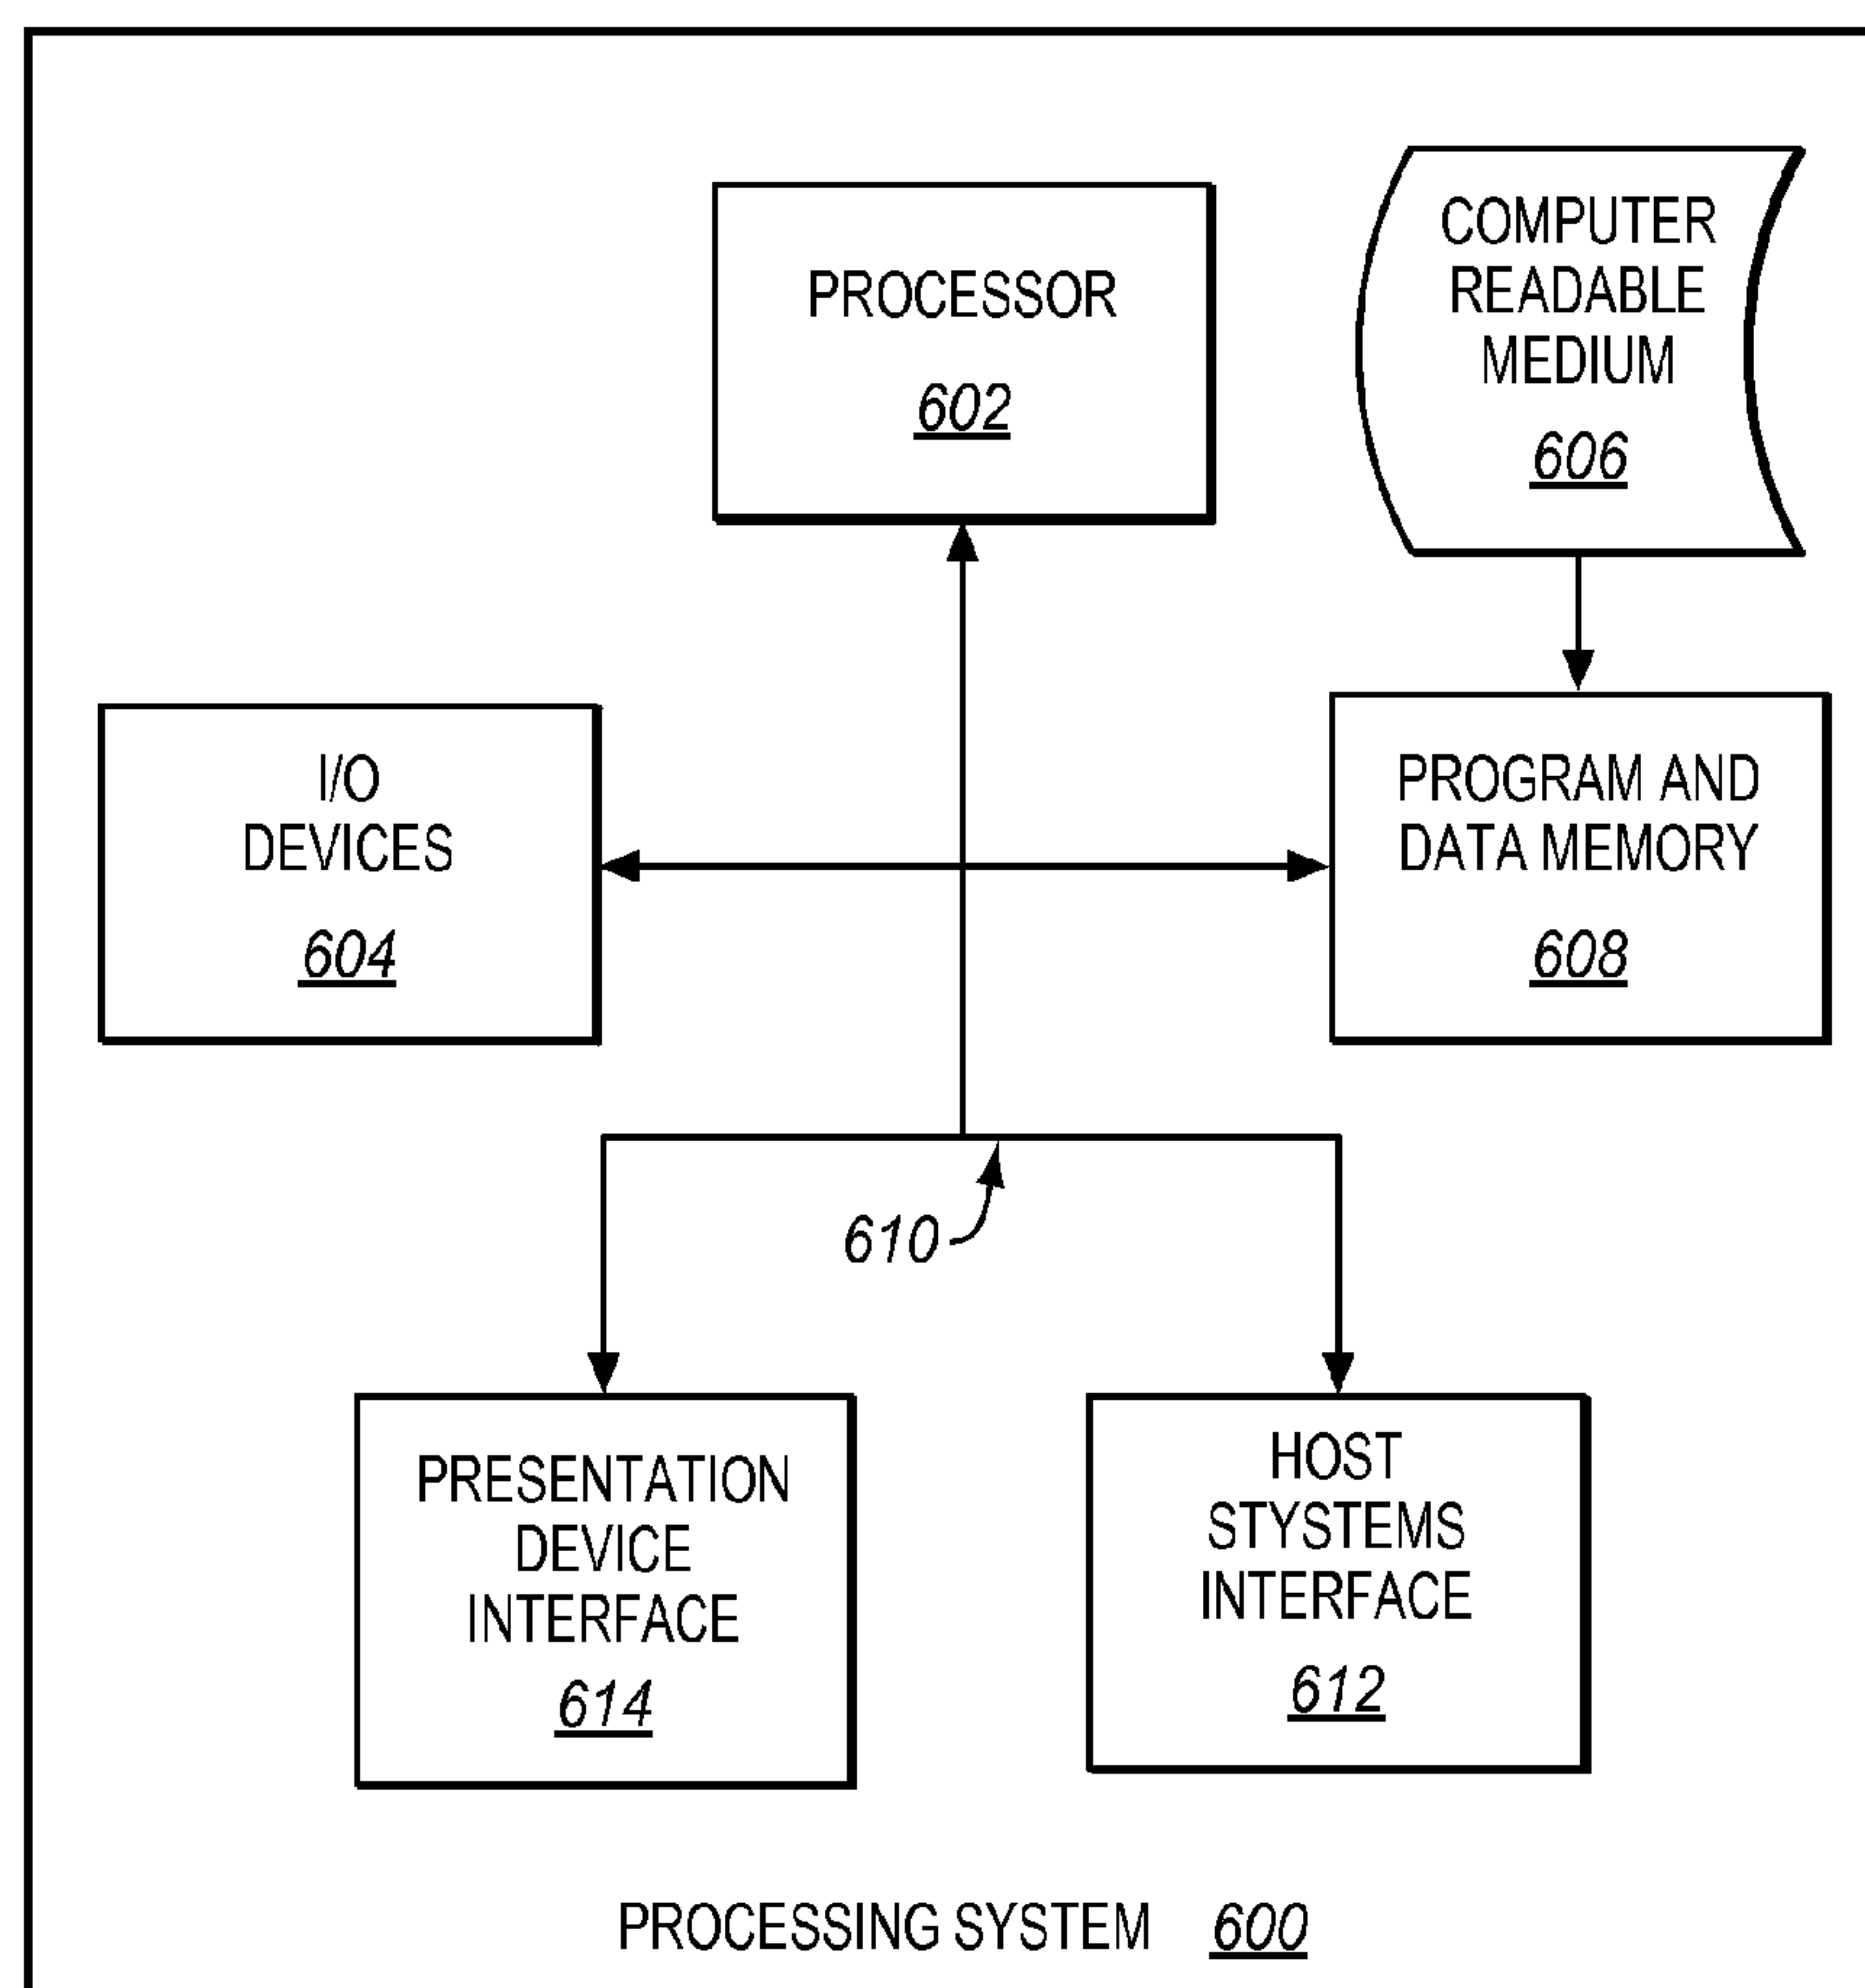 PROCESSOR
602
COMPUTER
READABLE
MEDIUM
606
I/O
DEVICES
604
PROGRAM AND
DATA MEMORY
608
610
PRESENTATION
DEVICE
INTERFACE
614
HOST
STYSTEMS
INTERFACE
612
PROCESSING SYSTEM 600